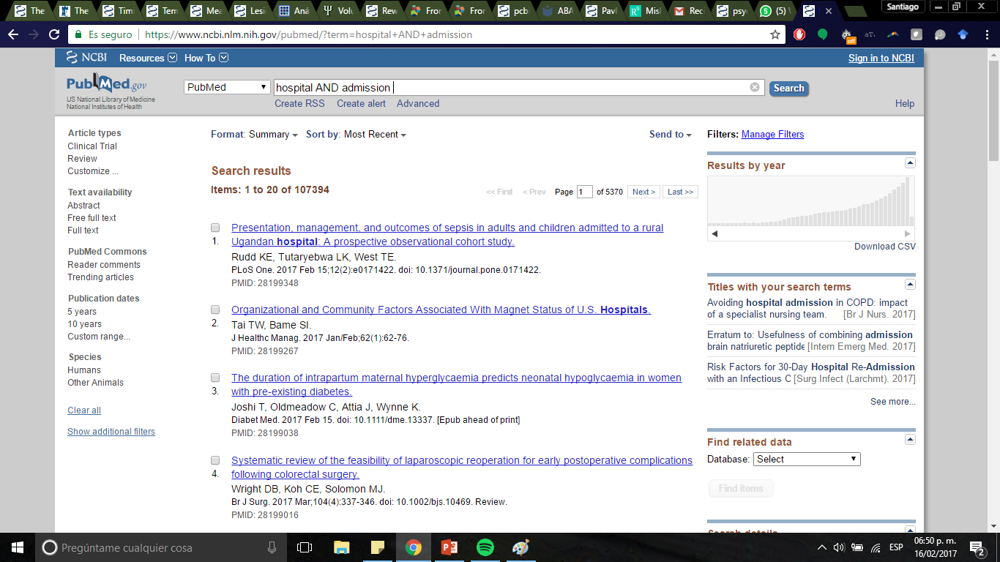 The
The
Tim
Tem
Mea
Lesi
Aná
Volu
Rew
Fror
Fror
pcb
ABA
Pavl
Misl
Rec
psy
(5) V
Santiago
Es seguro
https://www.ncbi.nlm.nih.gov/pubmed/?term=hospital+AND+admission
off
aT.
NCBI Resources How To
Sign in to NCBI
PubMed.gov
US National Library of Medicine
National Institutes of Health
PubMed
hospital AND admission
Search
Create RSS Create alert Advanced
Help
Article types
Clinical Trial
Review
Customize ...
Text availability
Abstract
Free full text
Full text
PubMed Commons
Reader comments
Trending articles
Publication dates
5 years
10 years
Custom range...
Species
Humans
Other Animals
Clear all
Show additional filters
Format: Summary Sort by: Most Recent
Send to
Search results
Items: 1 to 20 of 107394
<< First < Prev Page 1 of 5370 Next > Last >>
Presentation, management, and outcomes of sepsis in adults and children admitted to a rural
1. Ugandan hospital: A prospective observational cohort study.
Rudd KE, Tutaryebwa LK, West TE.
PLoS One. 2017 Feb 15;12(2):e0171422. doi: 10.1371/journal.pone.0171422.
PMID: 28199348
Organizational and Community Factors Associated With Magnet Status of U.S. Hospitals.
2. Tai TW, Bame SI.
J Healthc Manag. 2017 Jan/Feb;62(1):62-76.
PMID: 28199267
The duration of intrapartum maternal hyperglycaemia predicts neonatal hypoglycaemia in women
3. with pre-existing diabetes.
Joshi T, Oldmeadow C, Attia J, Wynne K.
Diabet Med. 2017 Feb 15. doi: 10.1111/dme.13337. [Epub ahead of print]
PMID: 28199038
Systematic review of the feasibility of laparoscopic reoperation for early postoperative complications
4. following colorectal surgery.
Wright DB, Koh CE, Solomon MJ.
Br J Surg. 2017 Mar;104(4):337-346. doi: 10.1002/bjs.10469. Review.
PMID: 28199016
Filters: Manage Filters
Results by year
Download CSV
Titles with your search terms
Avoiding hospital admission in COPD: impact
of a specialist nursing team. [Br J Nurs. 2017]
Erratum to: Usefulness of combining admission
brain natriuretic peptide [Intern Emerg Med. 2017]
Risk Factors for 30-Day Hospital Re-Admission
with an Infectious C [Surg Infect (Larchmt). 2017]
See more...
Find related data
Database: Select
Find items
Search details
Pregúntame cualquier cosa
ESP
06:50 p. m.
16/02/2017
2